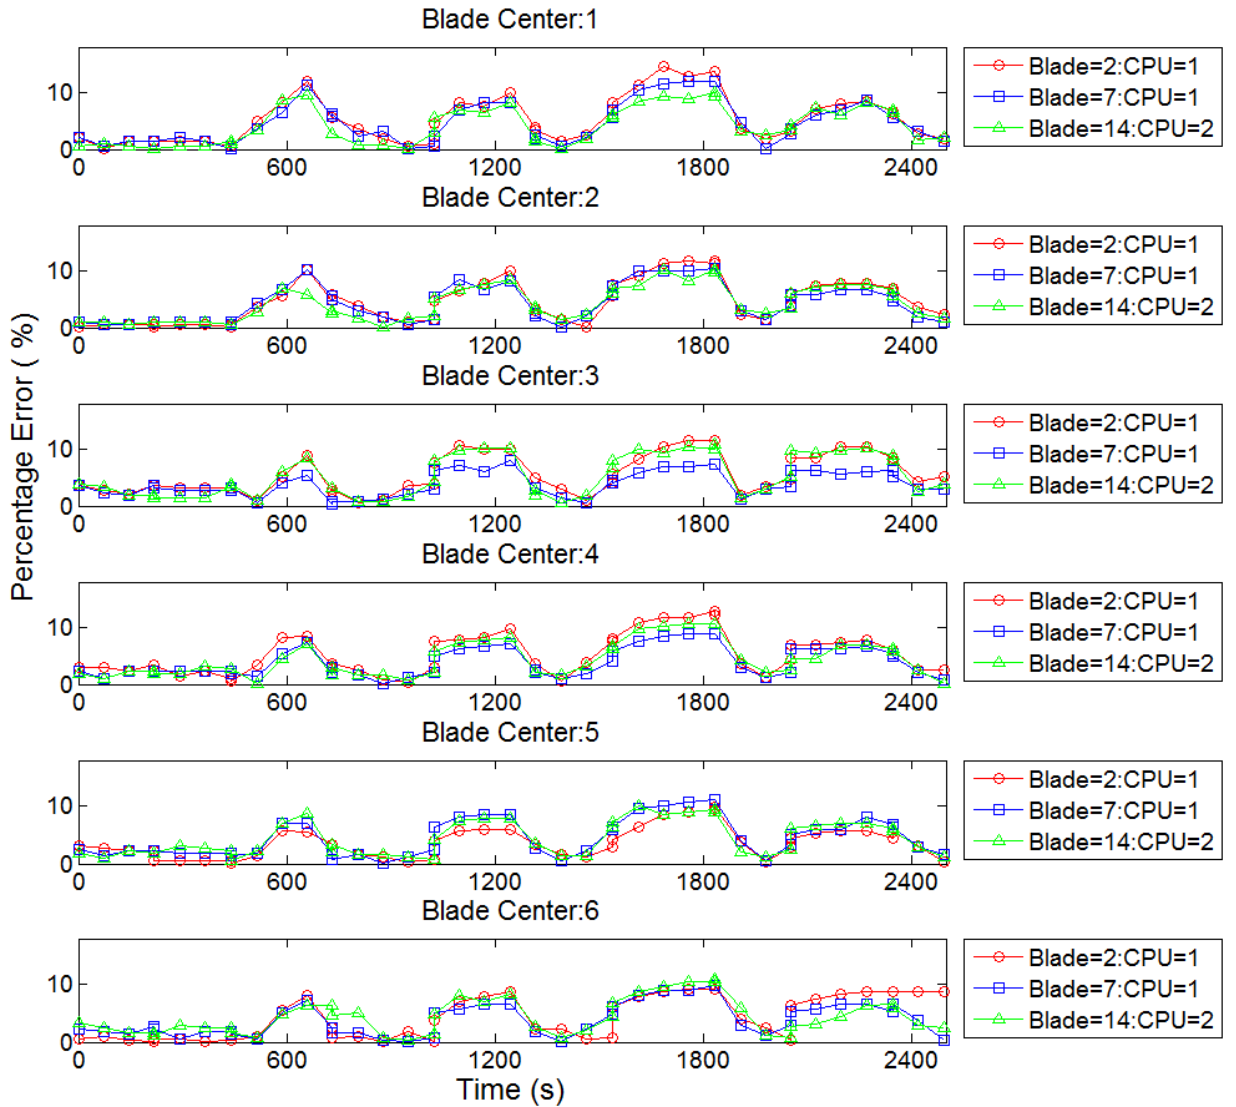 Blade Center:1
10
0
0 600 1200 1800 2400
Blade=2:CPU=1
Blade=7:CPU=1
Blade=14:CPU=2
Blade Center:2
10
0
0 600 1200 1800 2400
Blade=2:CPU=1
Blade=7:CPU=1
Blade=14:CPU=2
Blade Center:3
10
0
0 600 1200 1800 2400
Blade=2:CPU=1
Blade=7:CPU=1
Blade=14:CPU=2
Percentage Error ( %)
Blade Center:4
10
0
0 600 1200 1800 2400
Blade=2:CPU=1
Blade=7:CPU=1
Blade=14:CPU=2
Blade Center:5
10
0
0 600 1200 1800 2400
Blade=2:CPU=1
Blade=7:CPU=1
Blade=14:CPU=2
Blade Center:6
10
0
0 600 1200 1800 2400
Blade=2:CPU=1
Blade=7:CPU=1
Blade=14:CPU=2
Time (s)